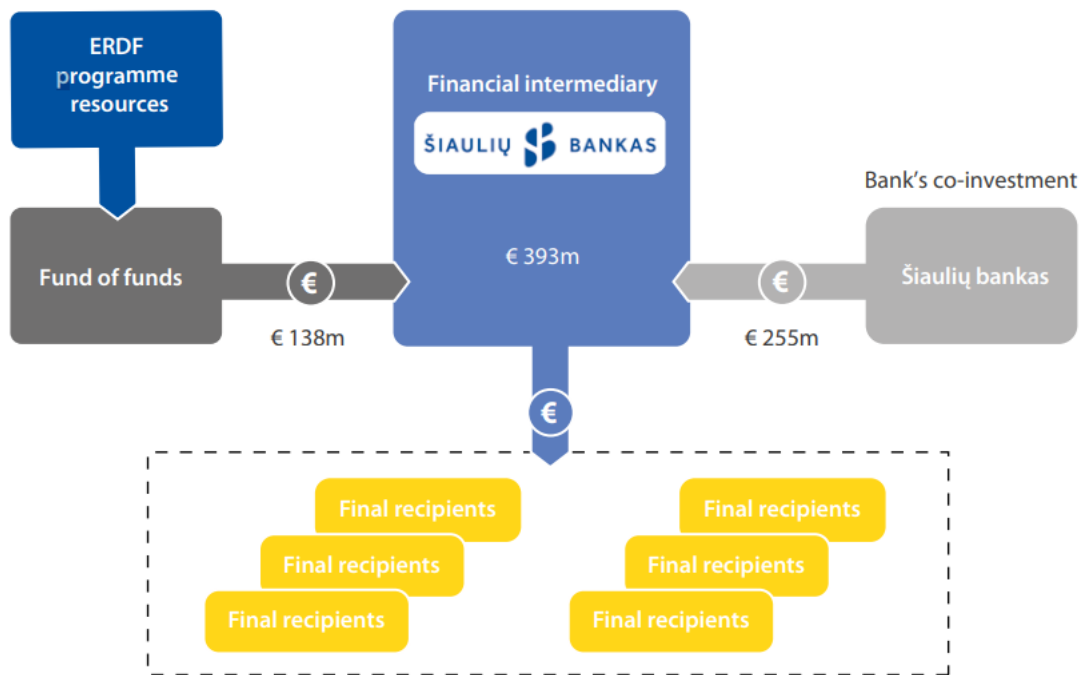 ERDF
programme
resources
Financial intermediary
ŠIAULIŲ BANKAS
Bank's co-investment
Fund of funds
€
€ 138m
€ 393m
€
€ 255m
Šiaulių bankas
€
Final recipients
Final recipients
Final recipients
Final recipients
Final recipients
Final recipients